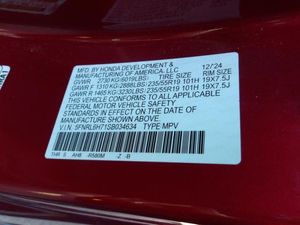 MFD. BY HONDA DEVELOPMENT & 12/24
MANUFACTURING OF AMERICA, LLC
GVWR 2730 KG(6019LBS) TIRE SIZE RIM SIZE
GAWR F 1310 KG(2888LBS) 235/55R19 101H 19X7.5J
GAWR R 1465 KG(3230LBS) 235/55R19 101H 19X7.5J
THIS VEHICLE CONFORMS TO ALL APPLICABLE
FEDERAL MOTOR VEHICLE SAFETY AND
THEFT PREVENTION STANDARDS IN EFFECT ON
THE DATE OF MANUFACTURE SHOWN ABOVE.
V.I.N: 5FNRL6H71SB034634 TYPE MPV
-R580M -Z -B